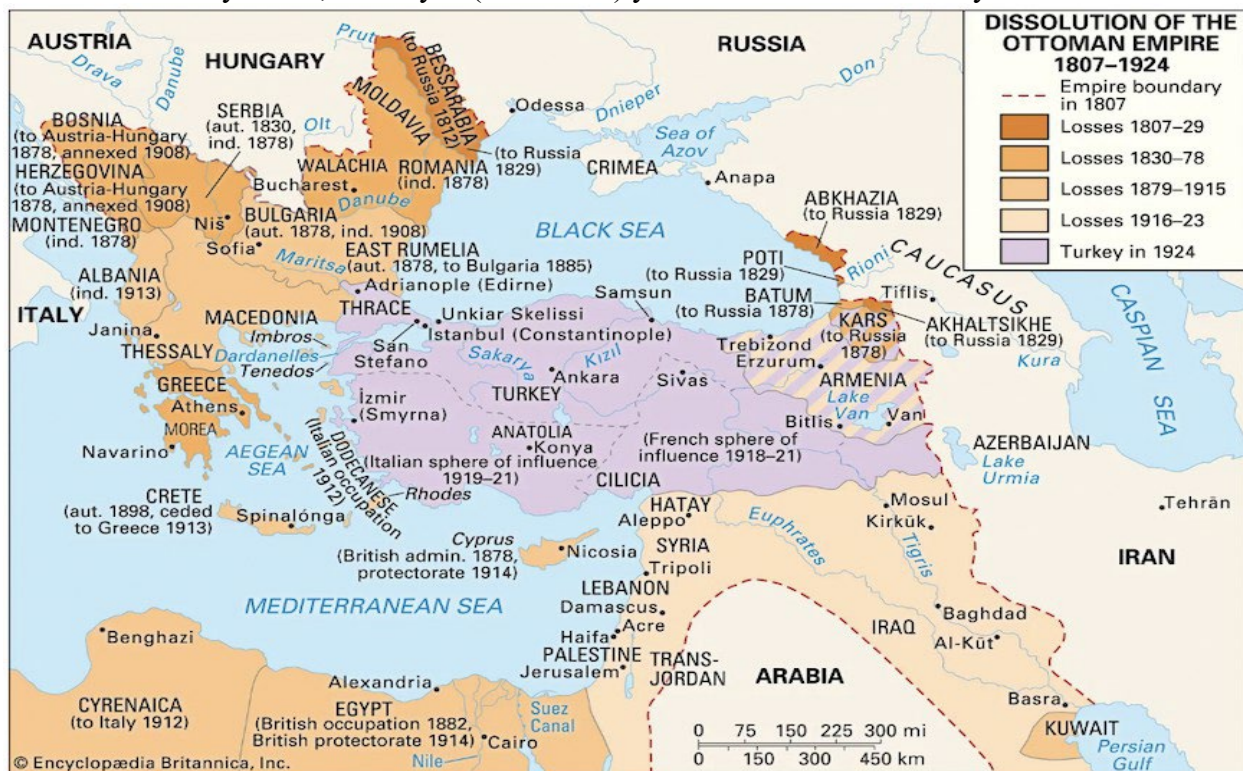 DISSOLUTION OF THE
OTTOMAN EMPIRE
1807–1924
Empire boundary
in 1807
Losses 1807–29
Losses 1830–78
Losses 1879–1915
Losses 1916–23
Turkey in 1924
AUSTRIA
Drava
Danube
HUNGARY
Prut
BESSARABIA
(to Russia 1812)
MOLDAVIA
RUSSIA
Don
Dnieper
Odessa
Sea of
Azov
CRIMEA
Anapa
BOSNIA
(to Austria-Hungary
1878, annexed 1908)
HERZEGOVINA
(to Austria-Hungary
1878, annexed 1908)
MONTENEGRO
(ind. 1878)
SERBIA
(aut. 1830,
ind. 1878)
Olt
WALACHIA
Bucharest
Danube
ROMANIA
(ind. 1878)
(to Russia
1829)
Niš
Sofia
BULGARIA
(aut. 1878, ind. 1908)
EAST RUMELIA
(aut. 1878, to Bulgaria 1885)
Maritsa
BLACK SEA
ABKHAZIA
(to Russia 1829)
POTI
(to Russia 1829)
BATUM
(to Russia 1878)
Rioni
CAUCASUS
Tiflis
KARS
(to Russia
1878)
AKHALTSIKHE
(to Russia 1829)
Kura
CASPIAN
SEA
ALBANIA
(ind. 1913)
ITALY
Janina
MACEDONIA
Imbros
THESSALY
Dardanelles
Tenedos
THRACE
Adrianople (Edirne)
Unkiar Skelissi
Istanbul (Constantinople)
San
Stefano
Samsun
Sakarya
Kızıl
Ankara
TURKEY
Sivas
Trebizond
Erzurum
ARMENIA
Lake
Van
Bitlis
Van
GREECE
Athens
MOREA
Navarino
AEGEAN
SEA
İzmir
(Smyrna)
DODECANESE
(Italian occupation
1912)
Rhodes
ANATOLIA
Konya
(Italian sphere of influence
1919–21)
CILICIA
(French sphere of
influence 1918–21)
AZERBAIJAN
Lake
Urmia
Tehrān
IRAN
CRETE
(aut. 1898, ceded
to Greece 1913)
Spinalónga
Cyprus
(British admin. 1878,
protectorate 1914)
Nicosia
HATAY
Aleppo
SYRIA
Tripoli
LEBANON
Damascus
Acre
Haifa
PALESTINE
Jerusalem
TRANS-
JORDAN
Euphrates
Mosul
Kirkūk
Tigris
Baghdad
IRAQ
Al-Kūt
Basra
KUWAIT
Persian
Gulf
ARABIA
MEDITERRANEAN SEA
Benghazi
CYRENAICA
(to Italy 1912)
Alexandria
EGYPT
(British occupation 1882,
British protectorate 1914)
Suez
Canal
Cairo
Nile
0 75 150 225 300 mi
0 150 300 450 km
© Encyclopædia Britannica, Inc.